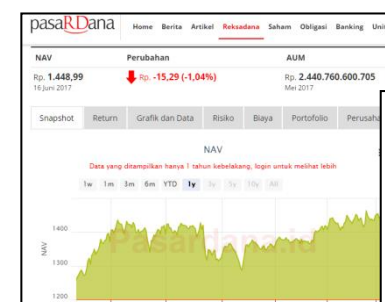 pasaRDana Home Berita Artikel Reksadana Saham Obligasi Banking Unit
NAV Perubahan AUM
Rp. 1.448,99 Rp. -15,29 (-1,04%) Rp. 2.440.760.600.705
16 Juni 2017 Mei 2017
Snapshot Return Grafik dan Data Risiko Biaya Portofolio Perusaha
NAV
Data yang ditampilkan hanya 1 tahun kebelakang, login untuk melihat lebih
1w 1m 3m 6m YTD 1y 3y 5y 10y All
1400
Pasardana.id
NAV
1300
1200